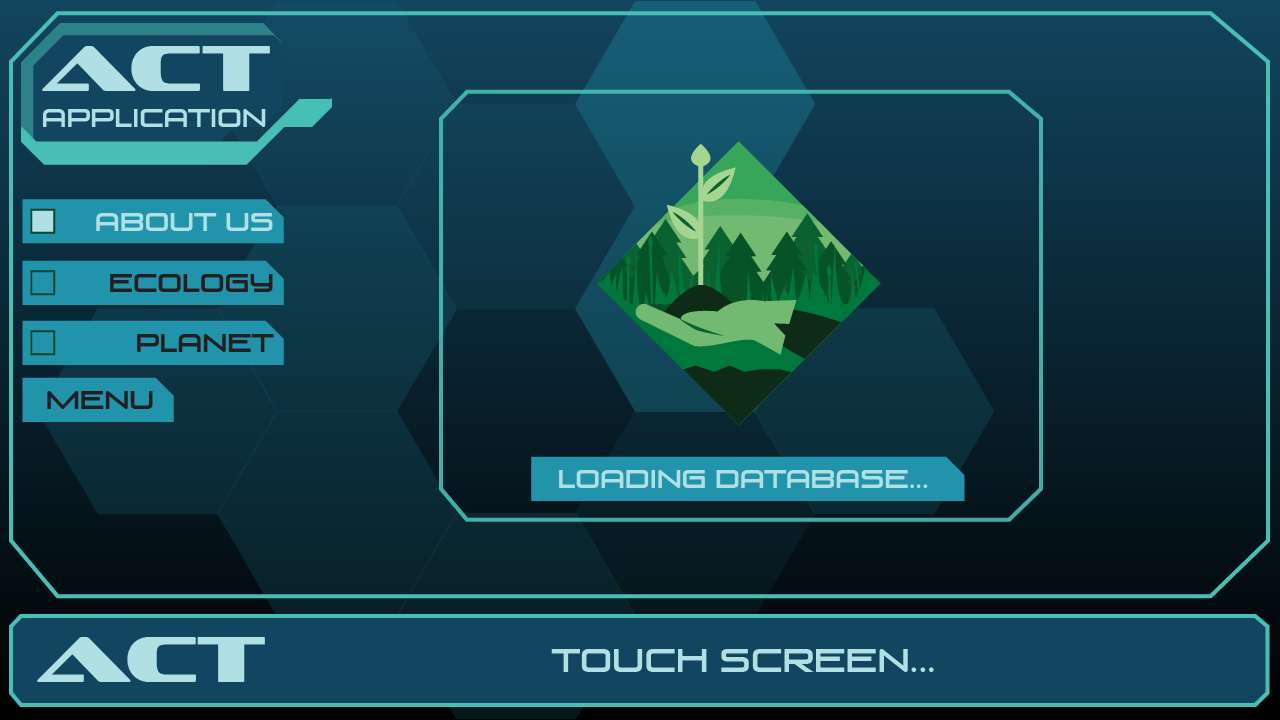 ACT
APPLICATION
ABOUT US
ECOLOGY
PLANET
MENU
LOADING DATABASE...
ACT
TOUCH SCREEN...